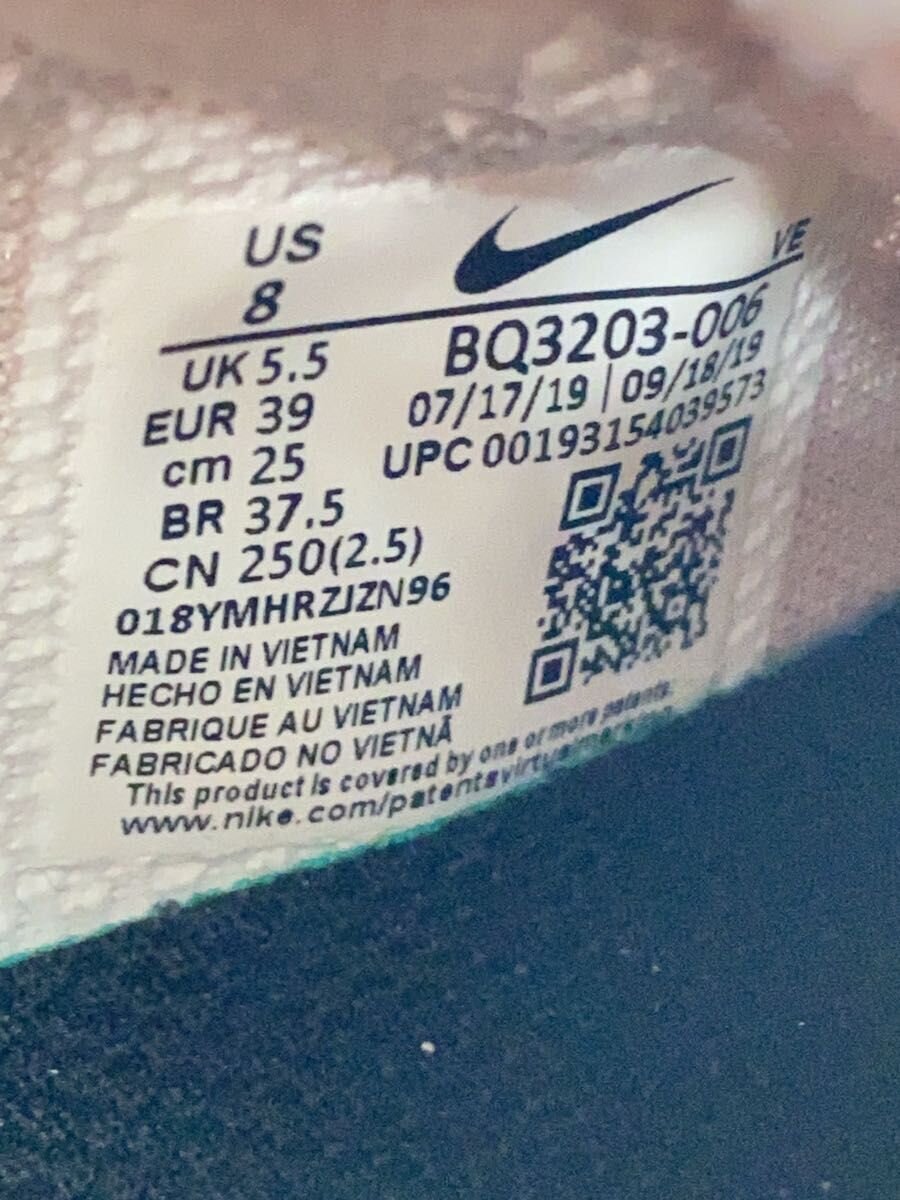 US
8
VE
UK 5.5
EUR 39
cm 25
BR 37.5
CN 250(2.5)
BQ3203-006
07/17/19 | 09/18/19
UPC 00193154039573
018YMHRZJZN96
MADE IN VIETNAM
HECHO EN VIETNAM
FABRIQUE AU VIETNAM
FABRICADO NO VIETNÃ
This product is covered by one or more patents:
www.nike.com/patents